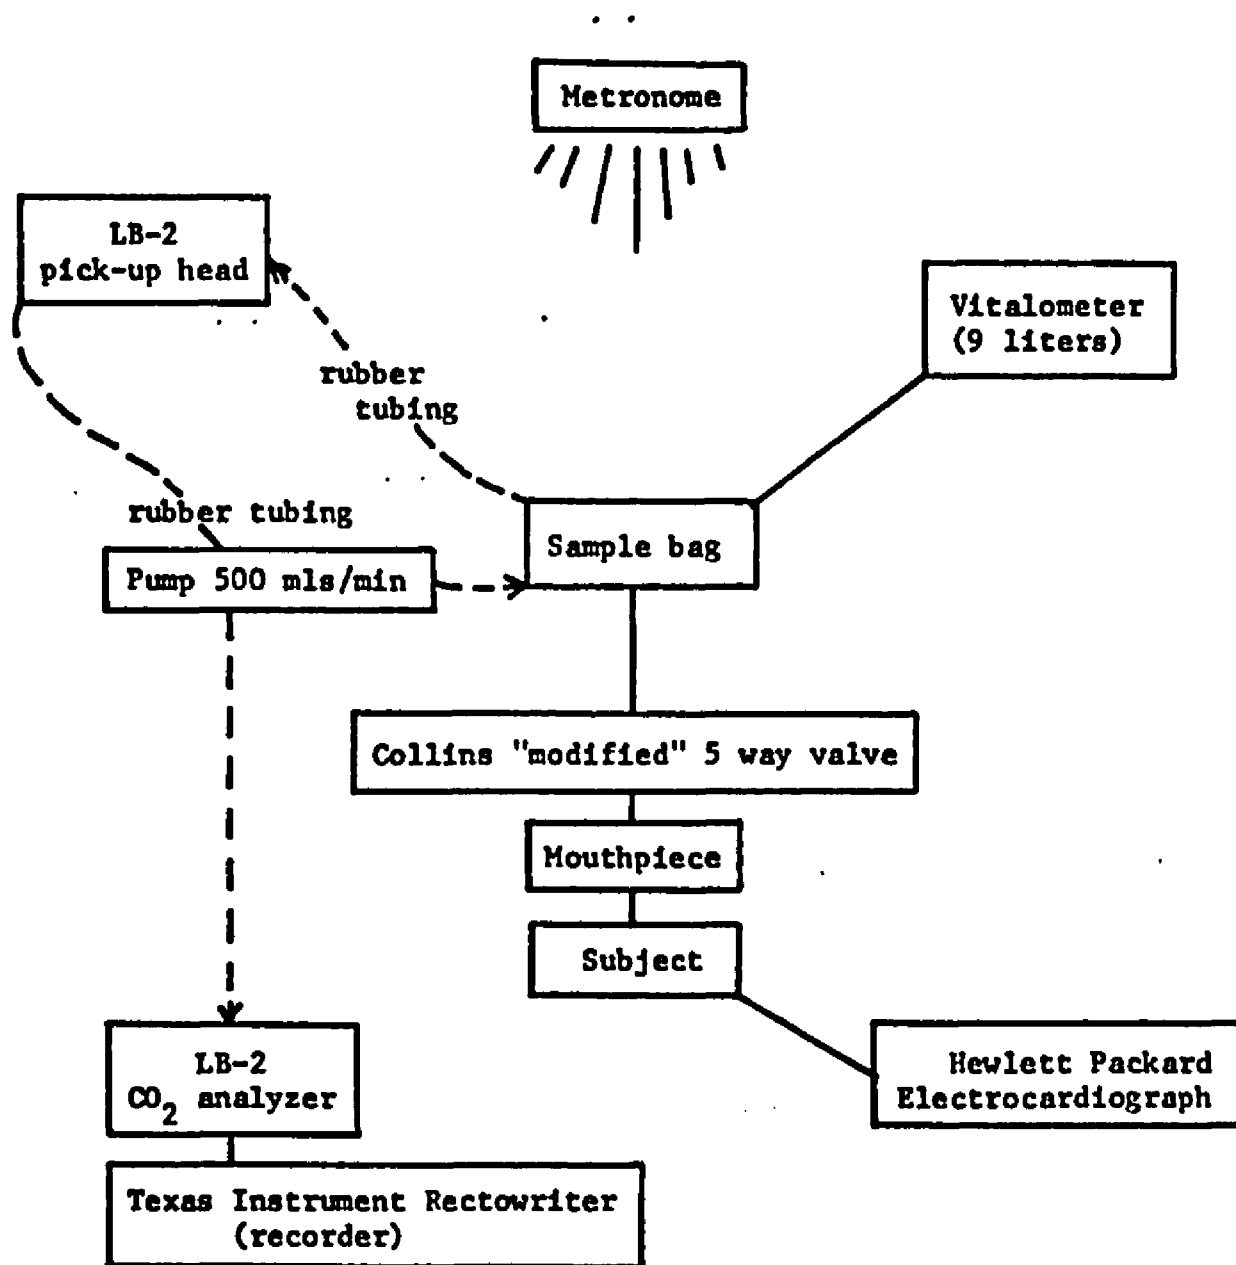 Metronome
LB-2
pick-up head
Vitalometer
(9 liters)
rubber
tubing
rubber tubing
Sample bag
Pump 500 mls/min
Collins "modified" 5 way valve
Mouthpiece
Subject
LB-2
CO2 analyzer
Hewlett Packard
Electrocardiograph
Texas Instrument Rectowriter
(recorder)